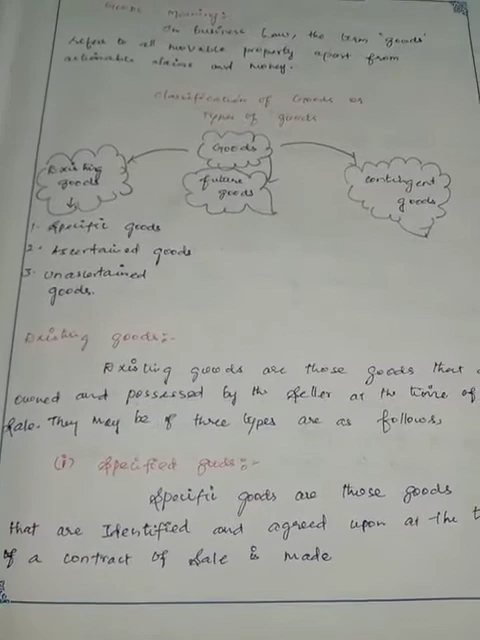 Goods Meaning:
In business law, the term 'goods'
refers to all movable property apart from
actionable claims and money.
Classification of Goods or
Types of goods
Goods
Existing
goods
future
goods
contingent
goods
1. Specific goods
2. Ascertained goods
3. Unascertained
goods.
Existing goods:-
Existing goods are those goods that
owned and possessed by the seller at the time of
sale. They may be of three types are as follows,
(i) Specified goods:-
Specific goods are those goods
that are Identified and agreed upon at the t
of a contract of sale is made